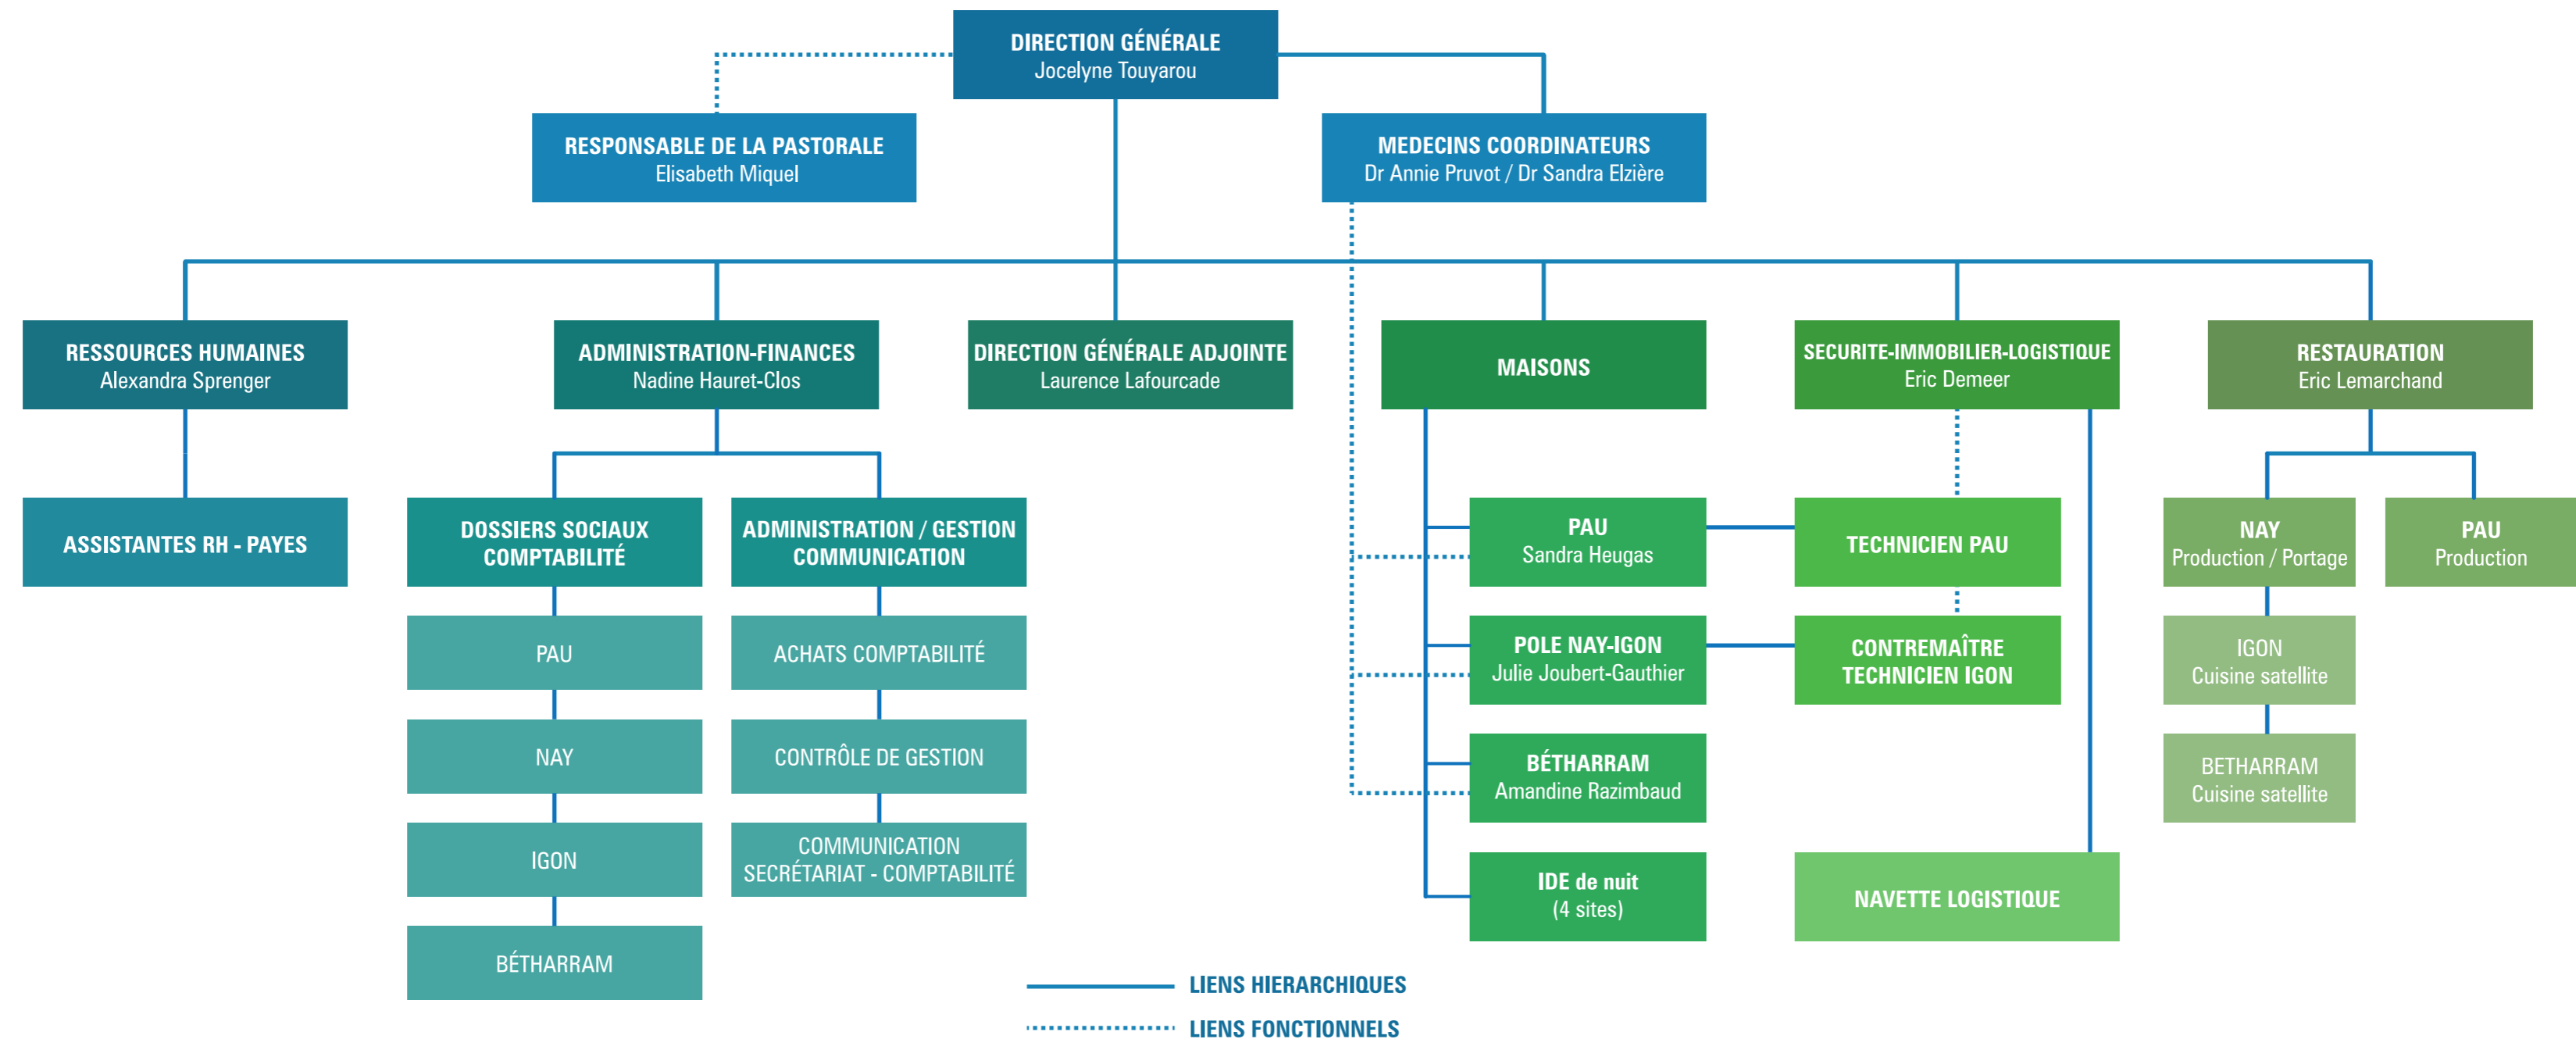 DIRECTION GÉNÉRALE
Jocelyne Touyarou
RESPONSABLE DE LA PASTORALE
Elisabeth Miquel
MEDECINS COORDINATEURS
Dr Annie Pruvot / Dr Sandra Elzière
RESSOURCES HUMAINES
Alexandra Sprenger
ADMINISTRATION-FINANCES
Nadine Hauret-Clos
DIRECTION GÉNÉRALE ADJOINTE
Laurence Lafourcade
MAISONS
SECURITE-IMMOBILIER-LOGISTIQUE
Eric Demeer
RESTAURATION
Eric Lemarchand
ASSISTANTES RH - PAYES
DOSSIERS SOCIAUX
COMPTABILITÉ
PAU
NAY
IGON
BÉTHARRAM
ADMINISTRATION / GESTION
COMMUNICATION
ACHATS COMPTABILITÉ
CONTRÔLE DE GESTION
COMMUNICATION
SECRÉTARIAT - COMPTABILITÉ
PAU
Sandra Heugas
POLE NAY-IGON
Julie Joubert-Gauthier
BÉTHARRAM
Amandine Razimbaud
IDE de nuit
(4 sites)
TECHNICIEN PAU
CONTREMAÎTRE
TECHNICIEN IGON
NAVETTE LOGISTIQUE
NAY
Production / Portage
IGON
Cuisine satellite
BETHARRAM
Cuisine satellite
PAU
Production
LIENS HIERARCHIQUES
LIENS FONCTIONNELS